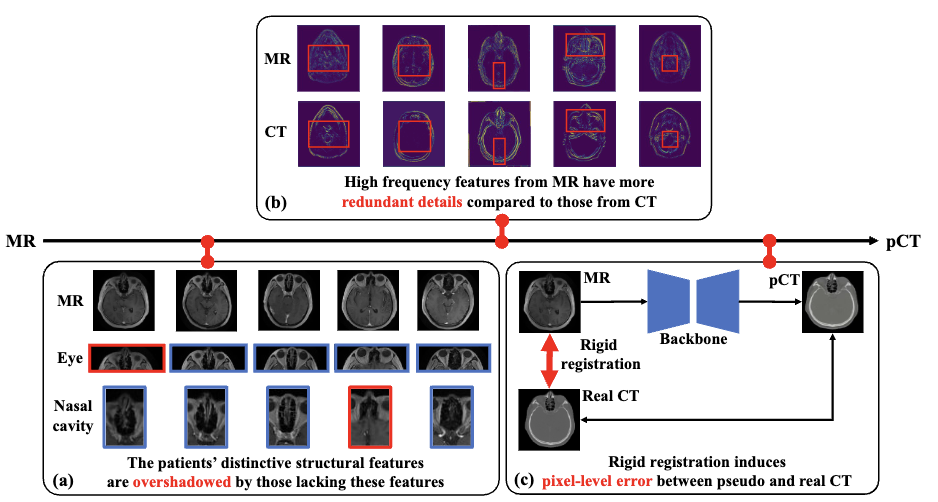 MR
CT
High frequency features from MR have more
(b) redundant details compared to those from CT
MR
pCT
MR
Eye
Nasal
cavity
The patients' distinctive structural features
(a) are overshadowed by those lacking these features
MR
pCT
Backbone
Rigid
registration
Real CT
Rigid registration induces
(c) pixel-level error between pseudo and real CT